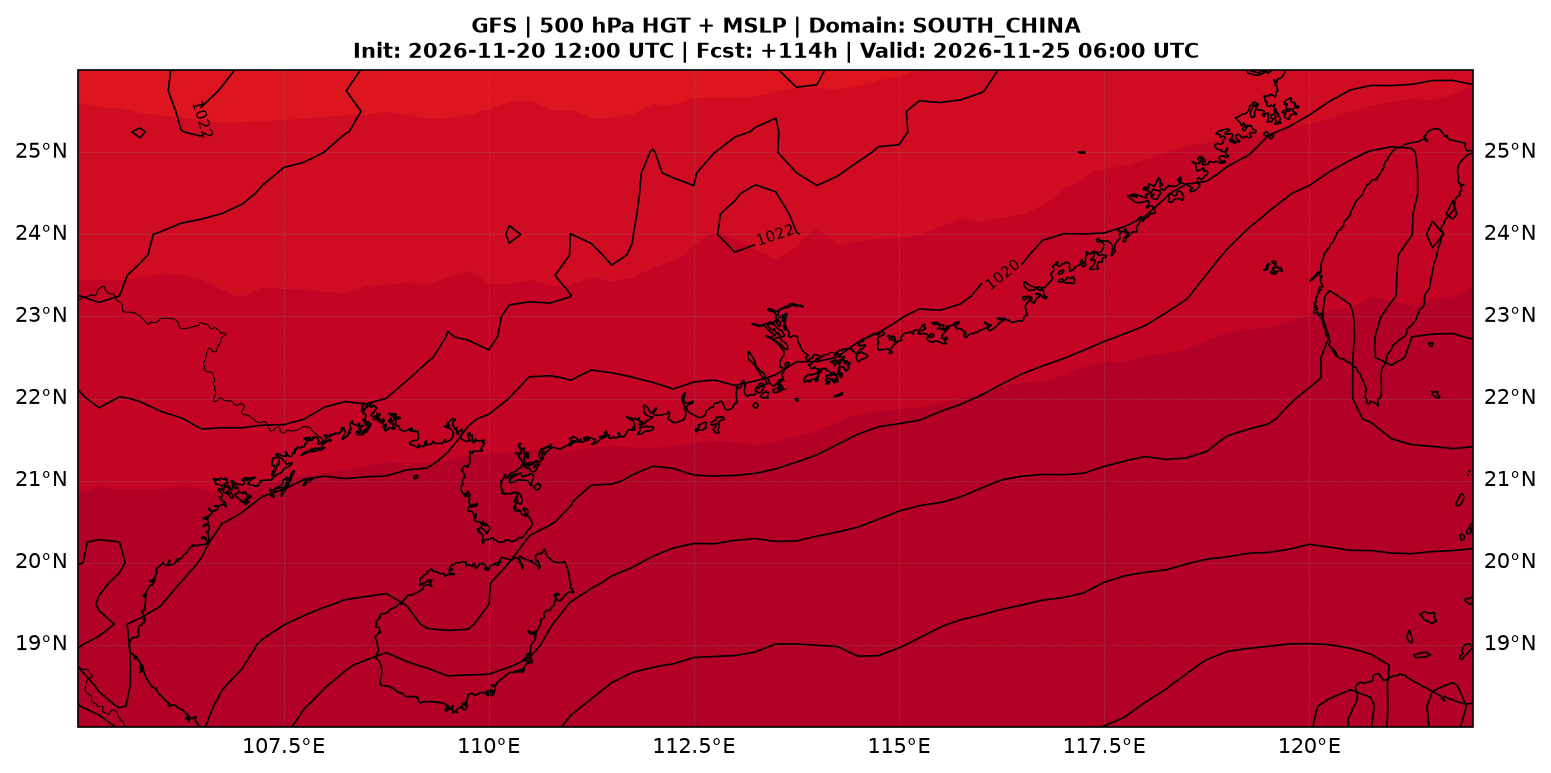 GFS | 500 hPa HGT + MSLP | Domain: SOUTH_CHINA
Init: 2026-11-20 12:00 UTC | Fcst: +114h | Valid: 2026-11-25 06:00 UTC
1022
25°N
25°N
24°N
1022
24°N
1020
23°N
23°N
22°N
22°N
21°N
21°N
20°N
20°N
19°N
19°N
107.5°E
110°E
112.5°E
115°E
117.5°E
120°E